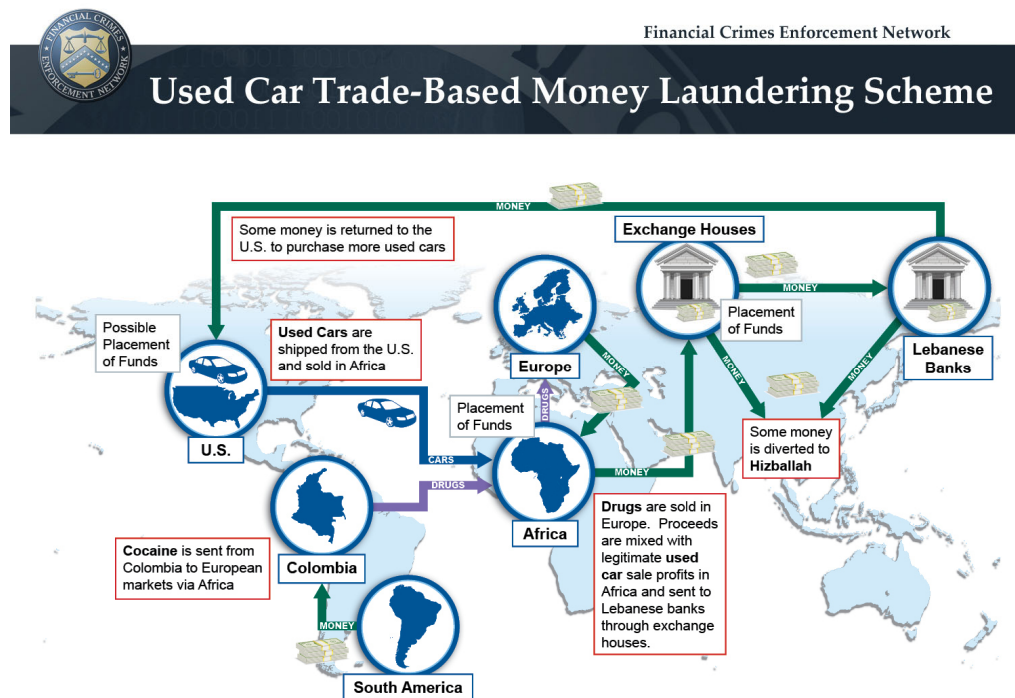 FINANCIAL CRIMES
ENFORCEMENT NETWORK
Financial Crimes Enforcement Network
Used Car Trade-Based Money Laundering Scheme
MONEY
Some money is returned to the
U.S. to purchase more used cars
Exchange Houses
MONEY
Placement
of Funds
Lebanese
Banks
Possible
Placement
of Funds
Used Cars are
shipped from the U.S.
and sold in Africa
Europe
MONEY
MONEY
MONEY
U.S.
Placement
of Funds
DRUGS
Some money
is diverted to
Hizballah
CARS
DRUGS
MONEY
Africa
Drugs are sold in
Europe. Proceeds
are mixed with
legitimate used
car sale profits in
Africa and sent to
Lebanese banks
through exchange
houses.
Cocaine is sent from
Colombia to European
markets via Africa
Colombia
MONEY
South America